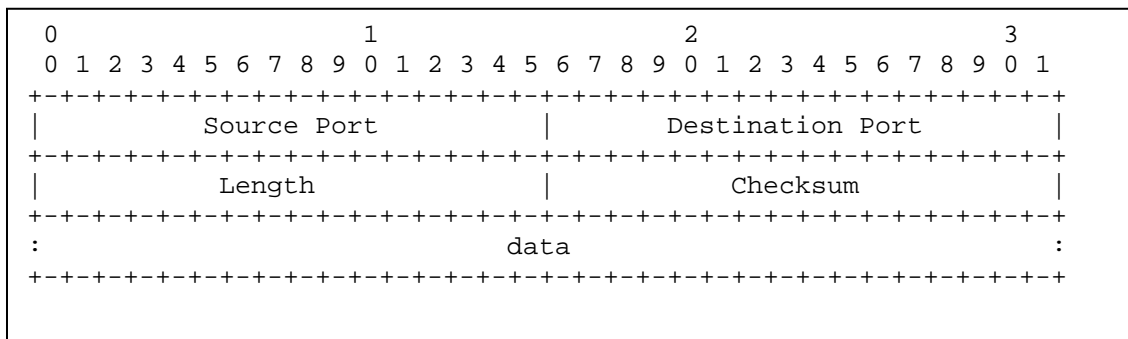 0                   1                   2                   3
 0 1 2 3 4 5 6 7 8 9 0 1 2 3 4 5 6 7 8 9 0 1 2 3 4 5 6 7 8 9 0 1
+-+-+-+-+-+-+-+-+-+-+-+-+-+-+-+-+-+-+-+-+-+-+-+-+-+-+-+-+-+-+-+-+
|          Source Port          |       Destination Port        |
+-+-+-+-+-+-+-+-+-+-+-+-+-+-+-+-+-+-+-+-+-+-+-+-+-+-+-+-+-+-+-+-+
|           Length              |           Checksum            |
+-+-+-+-+-+-+-+-+-+-+-+-+-+-+-+-+-+-+-+-+-+-+-+-+-+-+-+-+-+-+-+-+
:                             data                              :
+-+-+-+-+-+-+-+-+-+-+-+-+-+-+-+-+-+-+-+-+-+-+-+-+-+-+-+-+-+-+-+-+